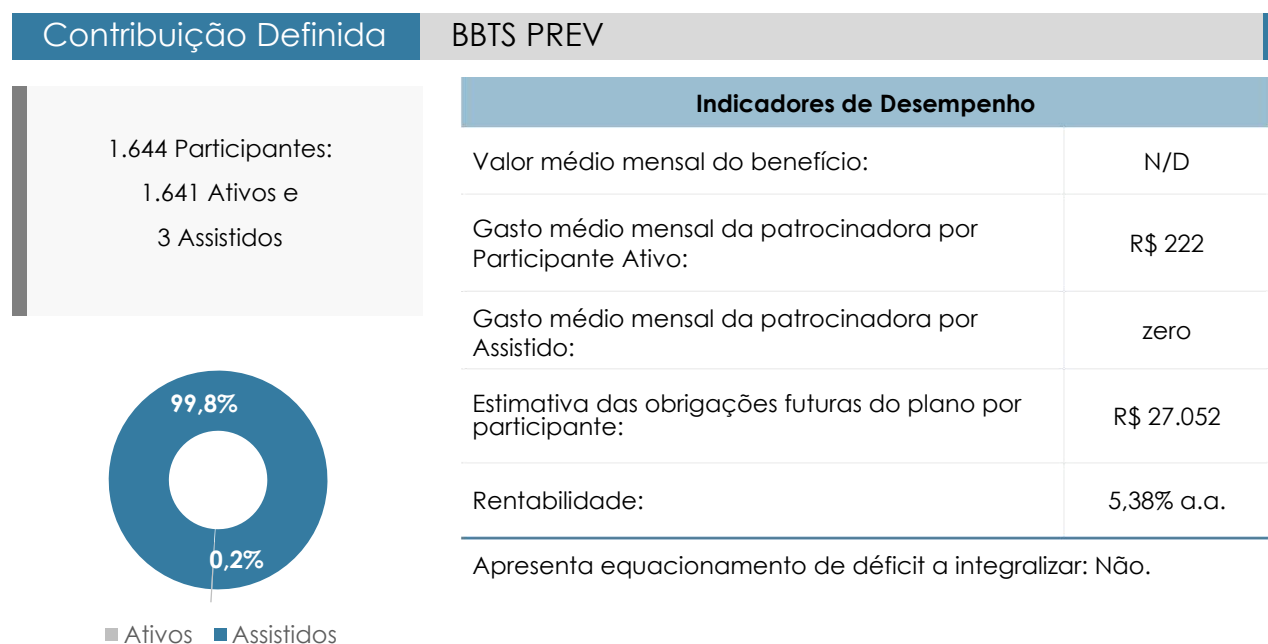 Contribuição Definida
BBTS PREV
1.644 Participantes:
1.641 Ativos e
3 Assistidos
99,8%
0,2%
Ativos Assistidos
Indicadores de Desempenho
Valor médio mensal do benefício: N/D
Gasto médio mensal da patrocinadora por
Participante Ativo: R$ 222
Gasto médio mensal da patrocinadora por
Assistido: zero
Estimativa das obrigações futuras do plano por
participante: R$ 27.052
Rentabilidade: 5,38% a.a.
Apresenta equacionamento de déficit a integralizar: Não.